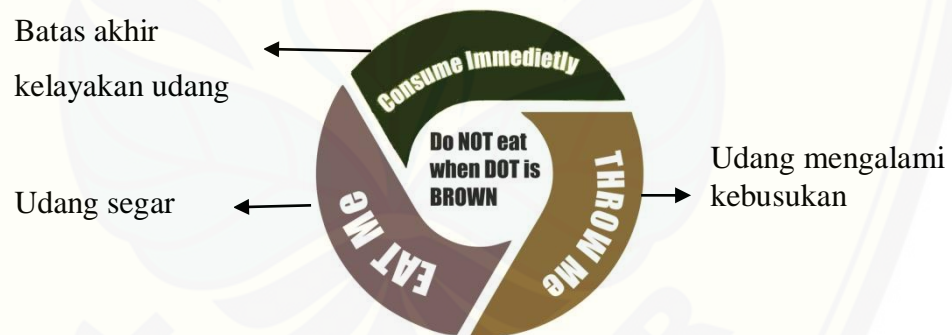 Batas akhir
kelayakan udang
Consume Immedietly
Do NOT eat
when DOT is
BROWN
Udang segar
EAT Me
THROW Me
Udang mengalami
kebusukan